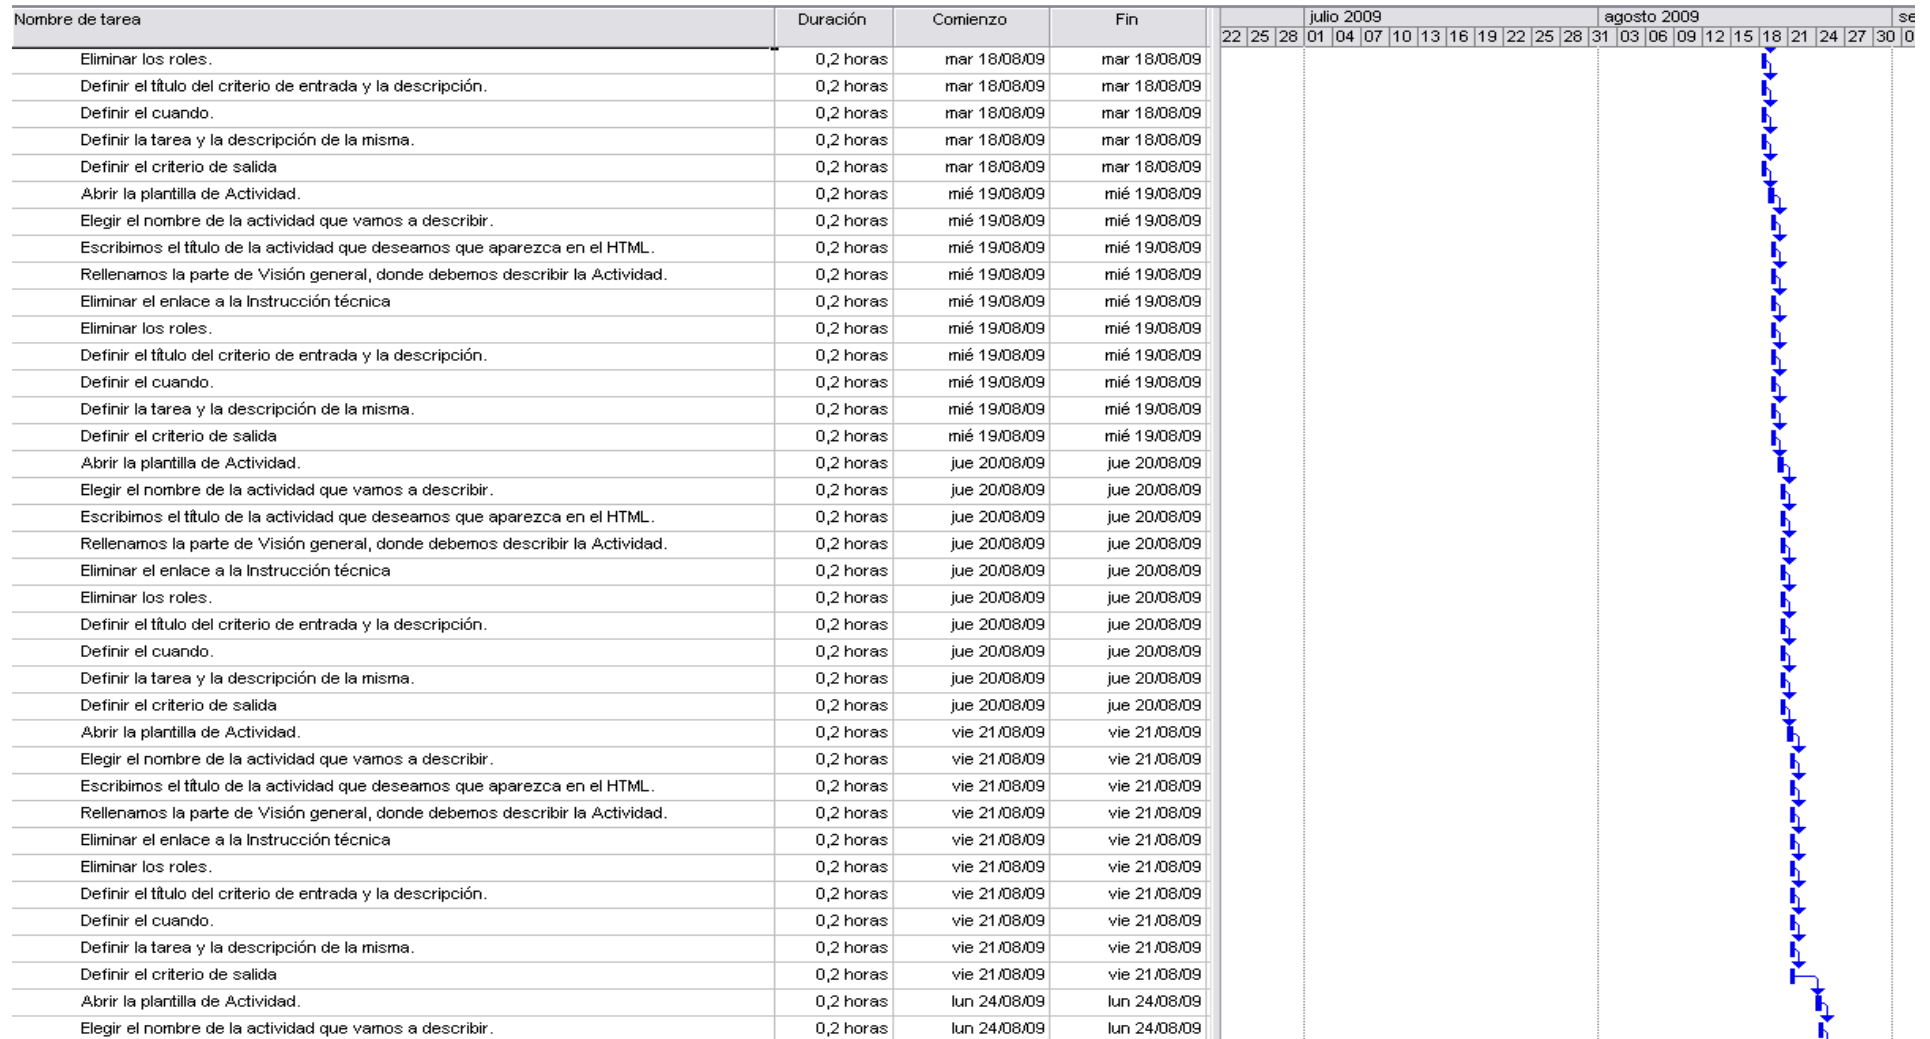 Nombre de tarea Duración Comienzo Fin julio 2009 agosto 2009 se
22 25 28 01 04 07 10 13 16 19 22 25 28 31 03 06 09 12 15 18 21 24 27 30 0
Eliminar los roles. 0,2 horas mar 18/08/09 mar 18/08/09
Definir el título del criterio de entrada y la descripción. 0,2 horas mar 18/08/09 mar 18/08/09
Definir el cuando. 0,2 horas mar 18/08/09 mar 18/08/09
Definir la tarea y la descripción de la misma. 0,2 horas mar 18/08/09 mar 18/08/09
Definir el criterio de salida 0,2 horas mar 18/08/09 mar 18/08/09
Abrir la plantilla de Actividad. 0,2 horas mié 19/08/09 mié 19/08/09
Elegir el nombre de la actividad que vamos a describir. 0,2 horas mié 19/08/09 mié 19/08/09
Escribimos el título de la actividad que deseamos que aparezca en el HTML. 0,2 horas mié 19/08/09 mié 19/08/09
Rellenamos la parte de Visión general, donde debemos describir la Actividad. 0,2 horas mié 19/08/09 mié 19/08/09
Eliminar el enlace a la Instrucción técnica 0,2 horas mié 19/08/09 mié 19/08/09
Eliminar los roles. 0,2 horas mié 19/08/09 mié 19/08/09
Definir el título del criterio de entrada y la descripción. 0,2 horas mié 19/08/09 mié 19/08/09
Definir el cuando. 0,2 horas mié 19/08/09 mié 19/08/09
Definir la tarea y la descripción de la misma. 0,2 horas mié 19/08/09 mié 19/08/09
Definir el criterio de salida 0,2 horas mié 19/08/09 mié 19/08/09
Abrir la plantilla de Actividad. 0,2 horas jue 20/08/09 jue 20/08/09
Elegir el nombre de la actividad que vamos a describir. 0,2 horas jue 20/08/09 jue 20/08/09
Escribimos el título de la actividad que deseamos que aparezca en el HTML. 0,2 horas jue 20/08/09 jue 20/08/09
Rellenamos la parte de Visión general, donde debemos describir la Actividad. 0,2 horas jue 20/08/09 jue 20/08/09
Eliminar el enlace a la Instrucción técnica 0,2 horas jue 20/08/09 jue 20/08/09
Eliminar los roles. 0,2 horas jue 20/08/09 jue 20/08/09
Definir el título del criterio de entrada y la descripción. 0,2 horas jue 20/08/09 jue 20/08/09
Definir el cuando. 0,2 horas jue 20/08/09 jue 20/08/09
Definir la tarea y la descripción de la misma. 0,2 horas jue 20/08/09 jue 20/08/09
Definir el criterio de salida 0,2 horas jue 20/08/09 jue 20/08/09
Abrir la plantilla de Actividad. 0,2 horas vie 21/08/09 vie 21/08/09
Elegir el nombre de la actividad que vamos a describir. 0,2 horas vie 21/08/09 vie 21/08/09
Escribimos el título de la actividad que deseamos que aparezca en el HTML. 0,2 horas vie 21/08/09 vie 21/08/09
Rellenamos la parte de Visión general, donde debemos describir la Actividad. 0,2 horas vie 21/08/09 vie 21/08/09
Eliminar el enlace a la Instrucción técnica 0,2 horas vie 21/08/09 vie 21/08/09
Eliminar los roles. 0,2 horas vie 21/08/09 vie 21/08/09
Definir el título del criterio de entrada y la descripción. 0,2 horas vie 21/08/09 vie 21/08/09
Definir el cuando. 0,2 horas vie 21/08/09 vie 21/08/09
Definir la tarea y la descripción de la misma. 0,2 horas vie 21/08/09 vie 21/08/09
Definir el criterio de salida 0,2 horas vie 21/08/09 vie 21/08/09
Abrir la plantilla de Actividad. 0,2 horas lun 24/08/09 lun 24/08/09
Elegir el nombre de la actividad que vamos a describir. 0,2 horas lun 24/08/09 lun 24/08/09